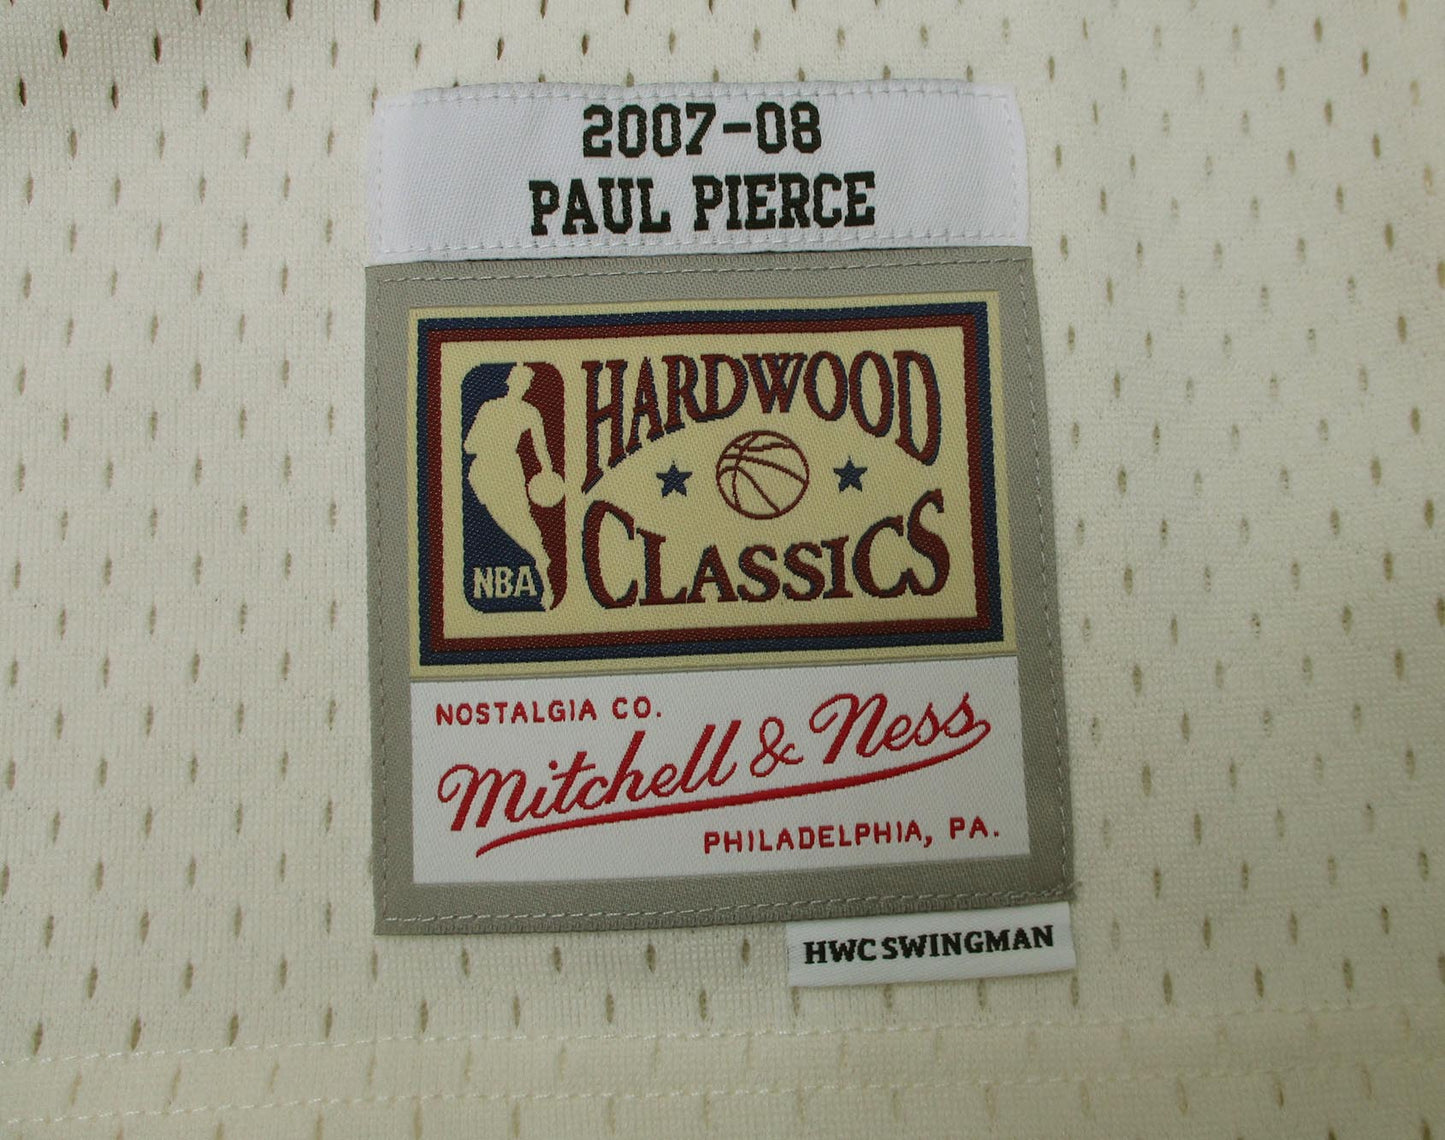 2007-08
PAUL PIERCE
HARDWOOD
CLASSICS
NBA
NOSTALGIA CO.
Mitchell & Ness
PHILADELPHIA, PA.
HWC SWINGMAN